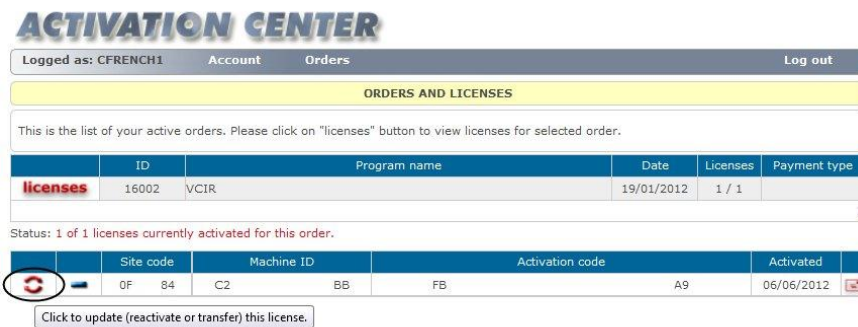 ACTIVATION CENTER
Logged as: CFRENCH1 Account Orders Log out
ORDERS AND LICENSES
This is the list of your active orders. Please click on "licenses" button to view licenses for selected order.
ID Program name Date Licenses Payment type
licenses 16002 VCIR 19/01/2012 1 / 1
Status: 1 of 1 licenses currently activated for this order.
Site code Machine ID Activation code Activated
0F 84 C2 BB FB A9 06/06/2012
Click to update (reactivate or transfer) this license.